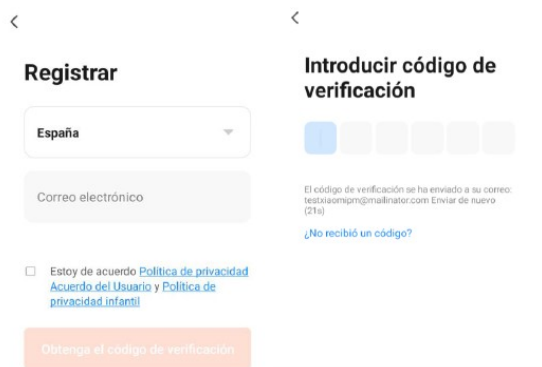 Registrar
España
Correo electrónico
Estoy de acuerdo Política de privacidad
Acuerdo del Usuario y Política de
privacidad infantil
Obtenga el código de verificación
Introducir código de
verificación
El código de verificación se ha enviado a su correo:
testxiaomipm@mailinator.com Enviar de nuevo
(21s)
¿No recibió un código?